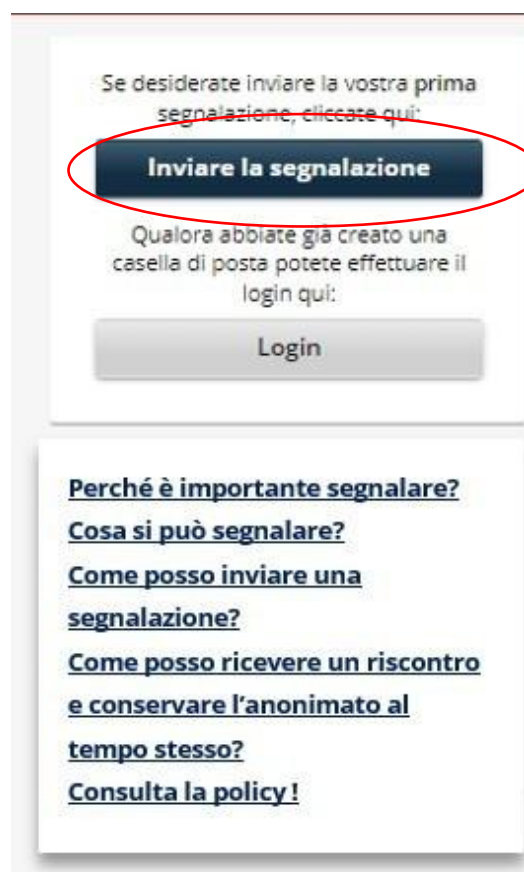 Se desiderate inviare la vostra prima
segnalazione, cliccate qui:
Inviare la segnalazione
Qualora abbiate già creato una
casella di posta potete effettuare il
login qui:
Login
Perché è importante segnalare?
Cosa si può segnalare?
Come posso inviare una
segnalazione?
Come posso ricevere un riscontro
e conservare l’anonimato al
tempo stesso?
Consulta la policy !